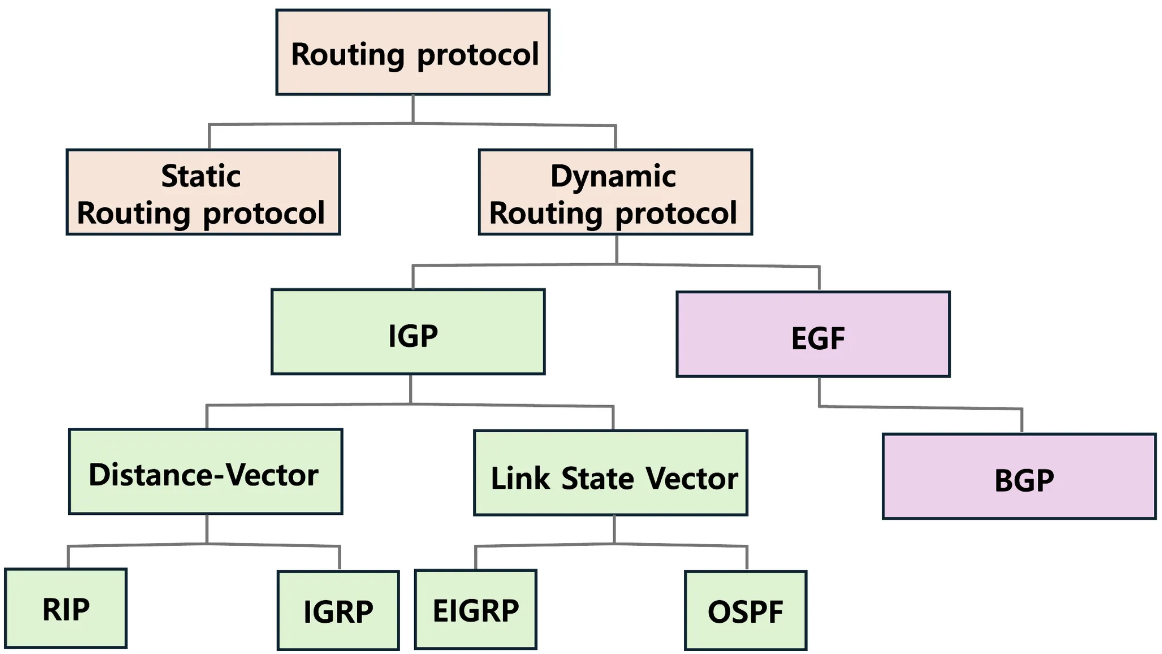 Routing protocol
Static
Routing protocol
Dynamic
Routing protocol
IGP
EGF
Distance-Vector
Link State Vector
BGP
RIP
IGRP
EIGRP
OSPF